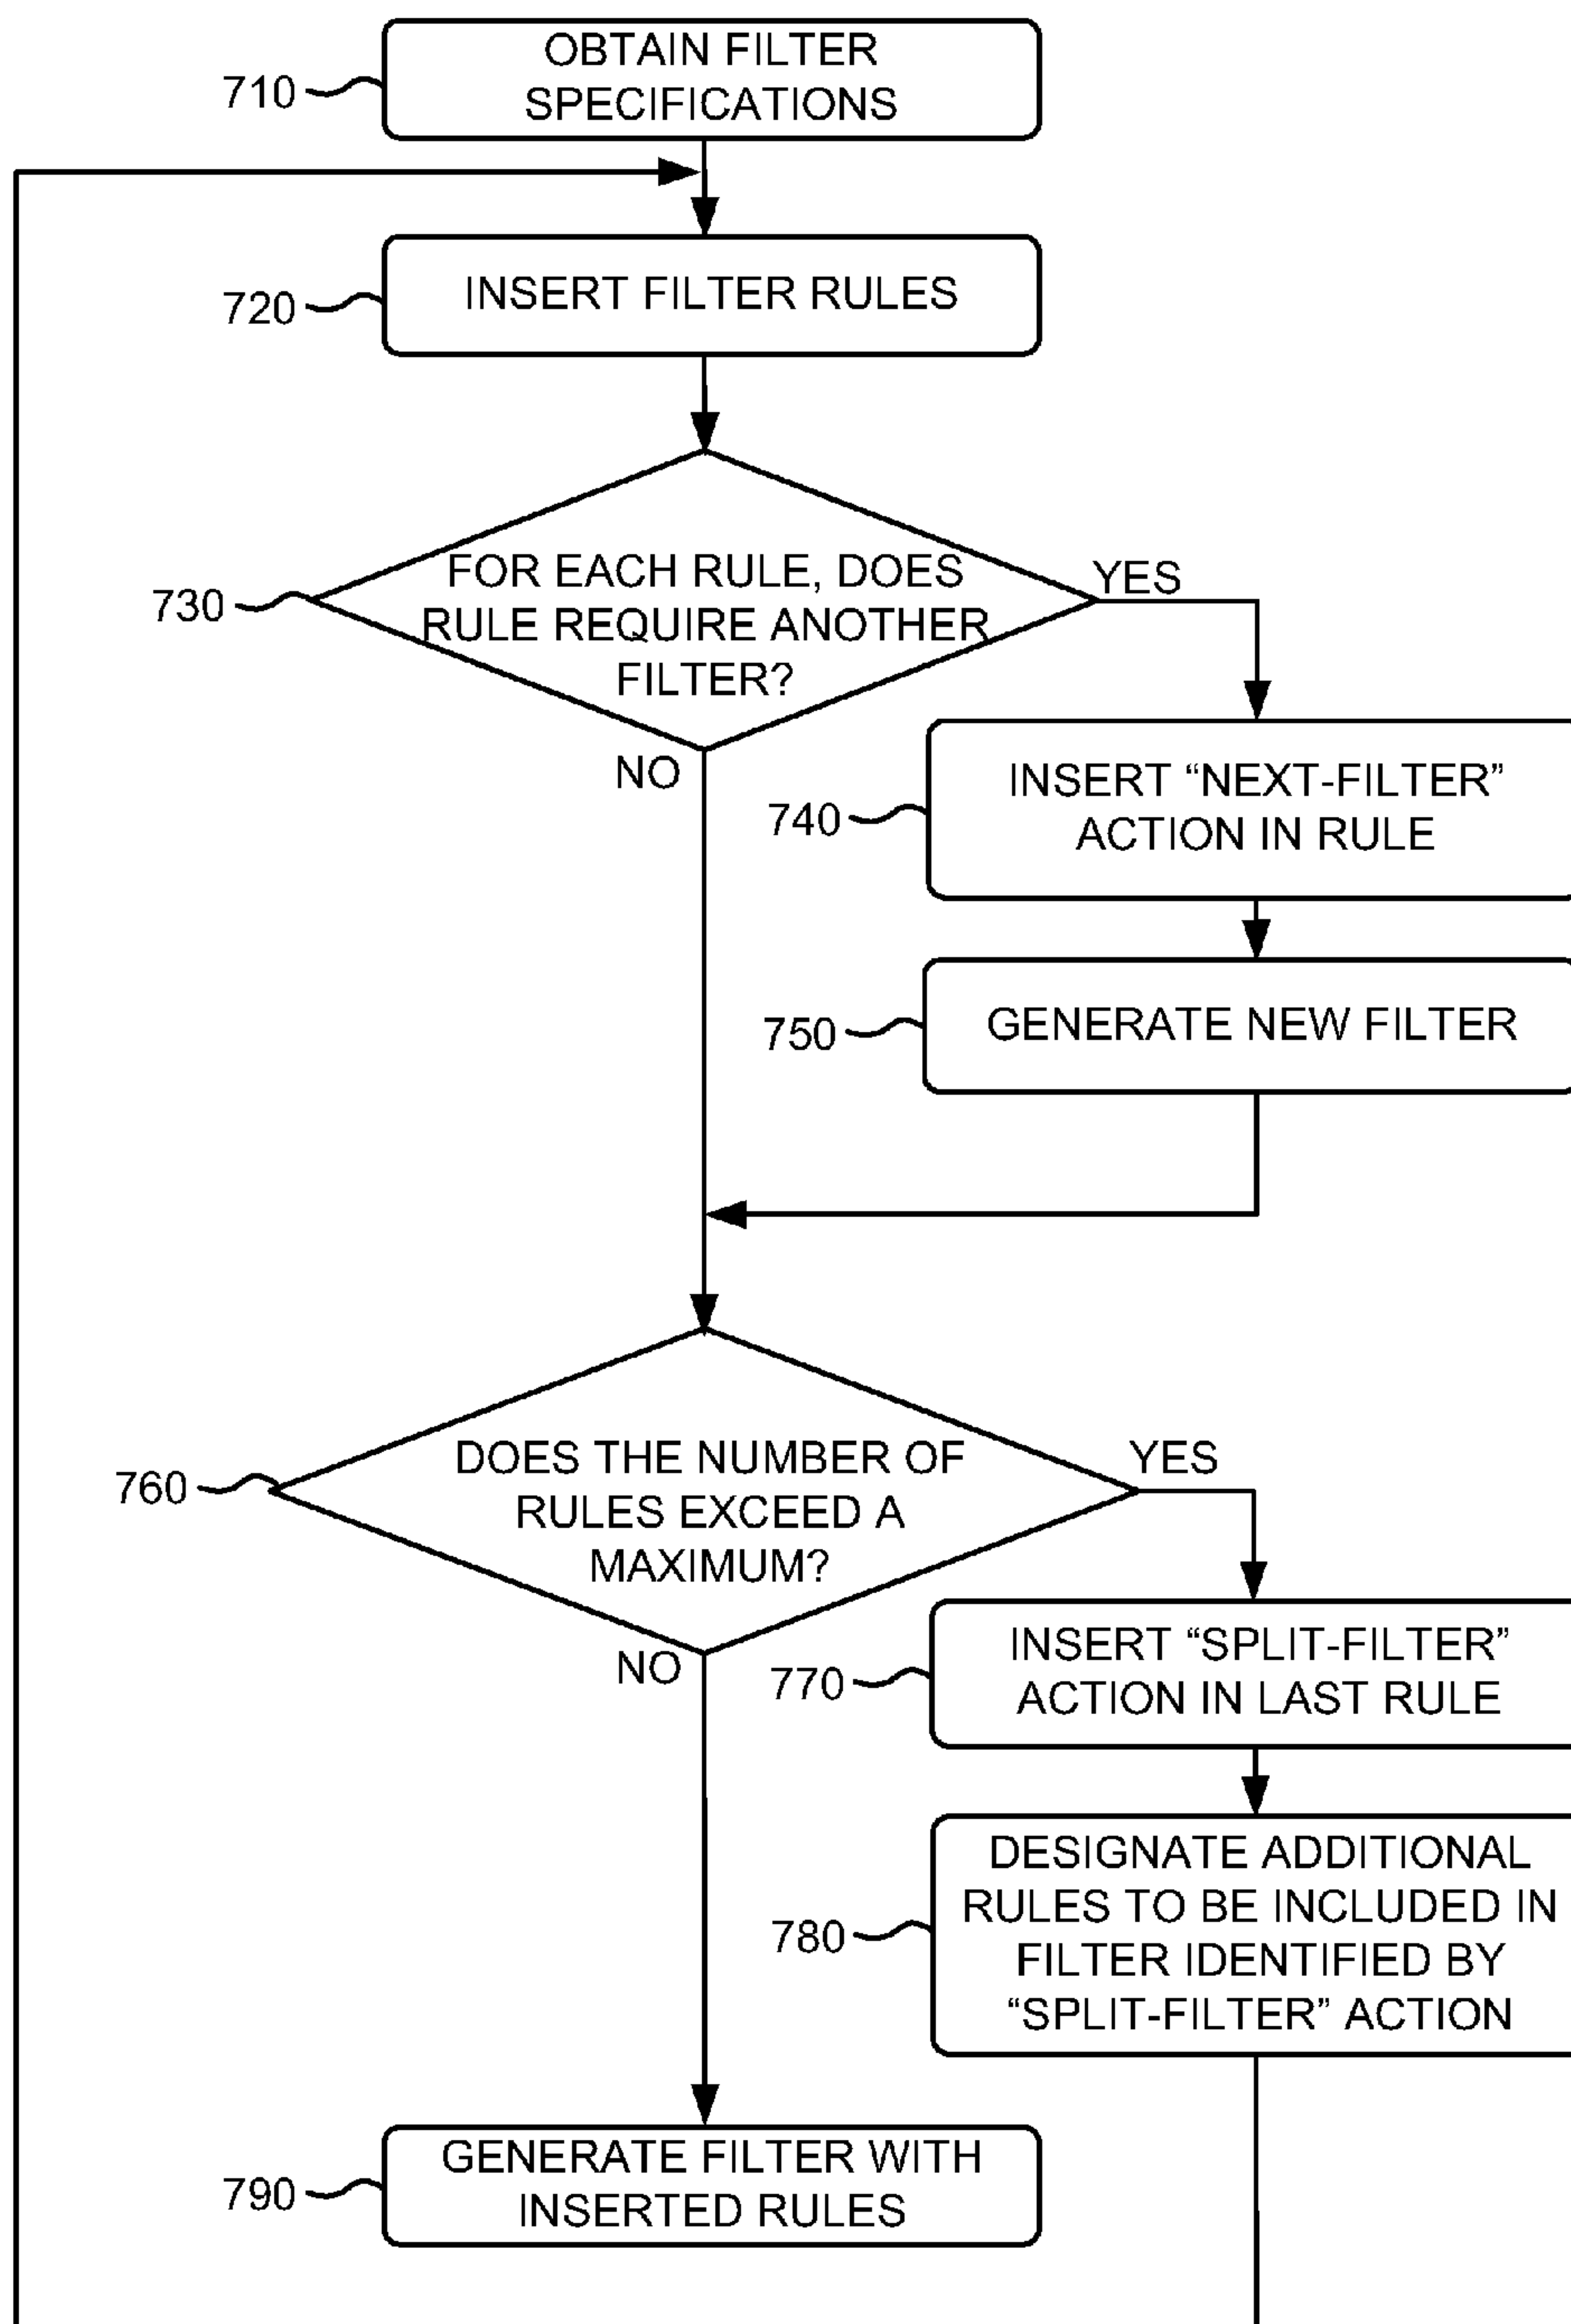 OBTAIN FILTER
SPECIFICATIONS
710
INSERT FILTER RULES
720
FOR EACH RULE, DOES
RULE REQUIRE ANOTHER
FILTER?
730
YES
NO
INSERT “NEXT-FILTER”
ACTION IN RULE
740
GENERATE NEW FILTER
750
DOES THE NUMBER OF
RULES EXCEED A
MAXIMUM?
760
YES
NO
INSERT “SPLIT-FILTER”
ACTION IN LAST RULE
770
DESIGNATE ADDITIONAL
RULES TO BE INCLUDED IN
FILTER IDENTIFIED BY
“SPLIT-FILTER” ACTION
780
GENERATE FILTER WITH
INSERTED RULES
790